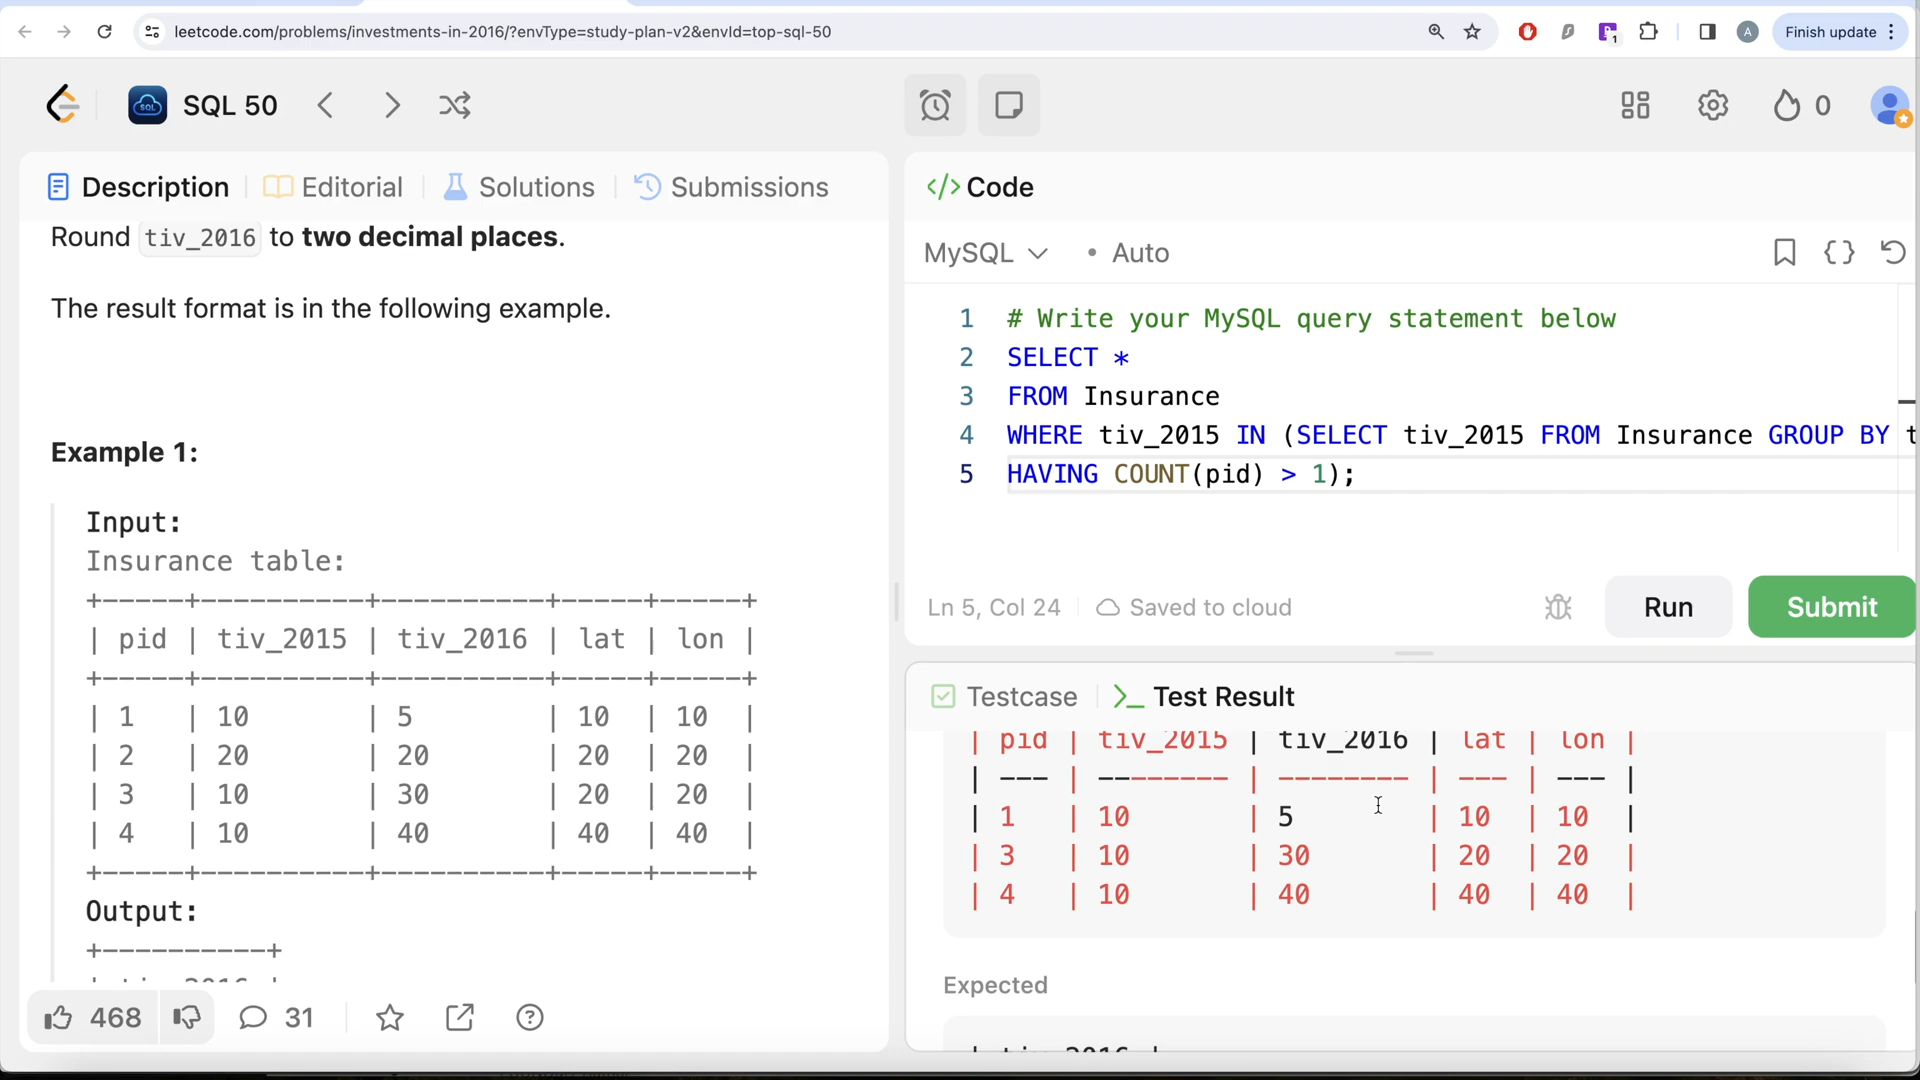 leetcode.com/problems/investments-in-2016/?envType=study-plan-v2&envId=top-sql-50
1
A
Finish update
SQL
SQL 50
0
Description
Editorial
Solutions
Submissions
Round tiv_2016 to two decimal places.
The result format is in the following example.
Example 1:
Input:
Insurance table:
+-----+----------+----------+-----+-----+
| pid | tiv_2015 | tiv_2016 | lat | lon |
+-----+----------+----------+-----+-----+
| 1 | 10 | 5 | 10 | 10 |
| 2 | 20 | 20 | 20 | 20 |
| 3 | 10 | 30 | 20 | 20 |
| 4 | 10 | 40 | 40 | 40 |
+-----+----------+----------+-----+-----+
Output:
+----------+
| tiv_2016 |
468
31
</> Code
MySQL
• Auto
{}
1 # Write your MySQL query statement below
2 SELECT *
3 FROM Insurance
4 WHERE tiv_2015 IN (SELECT tiv_2015 FROM Insurance GROUP BY t
5 HAVING COUNT(pid) > 1);
Ln 5, Col 24
Saved to cloud
Run
Submit
Testcase
>_ Test Result
| pid | tiv_2015 | tiv_2016 | lat | lon |
| --- | -------- | -------- | --- | --- |
| 1 | 10 | 5 | 10 | 10 |
| 3 | 10 | 30 | 20 | 20 |
| 4 | 10 | 40 | 40 | 40 |
Expected
| tiv_2016 |